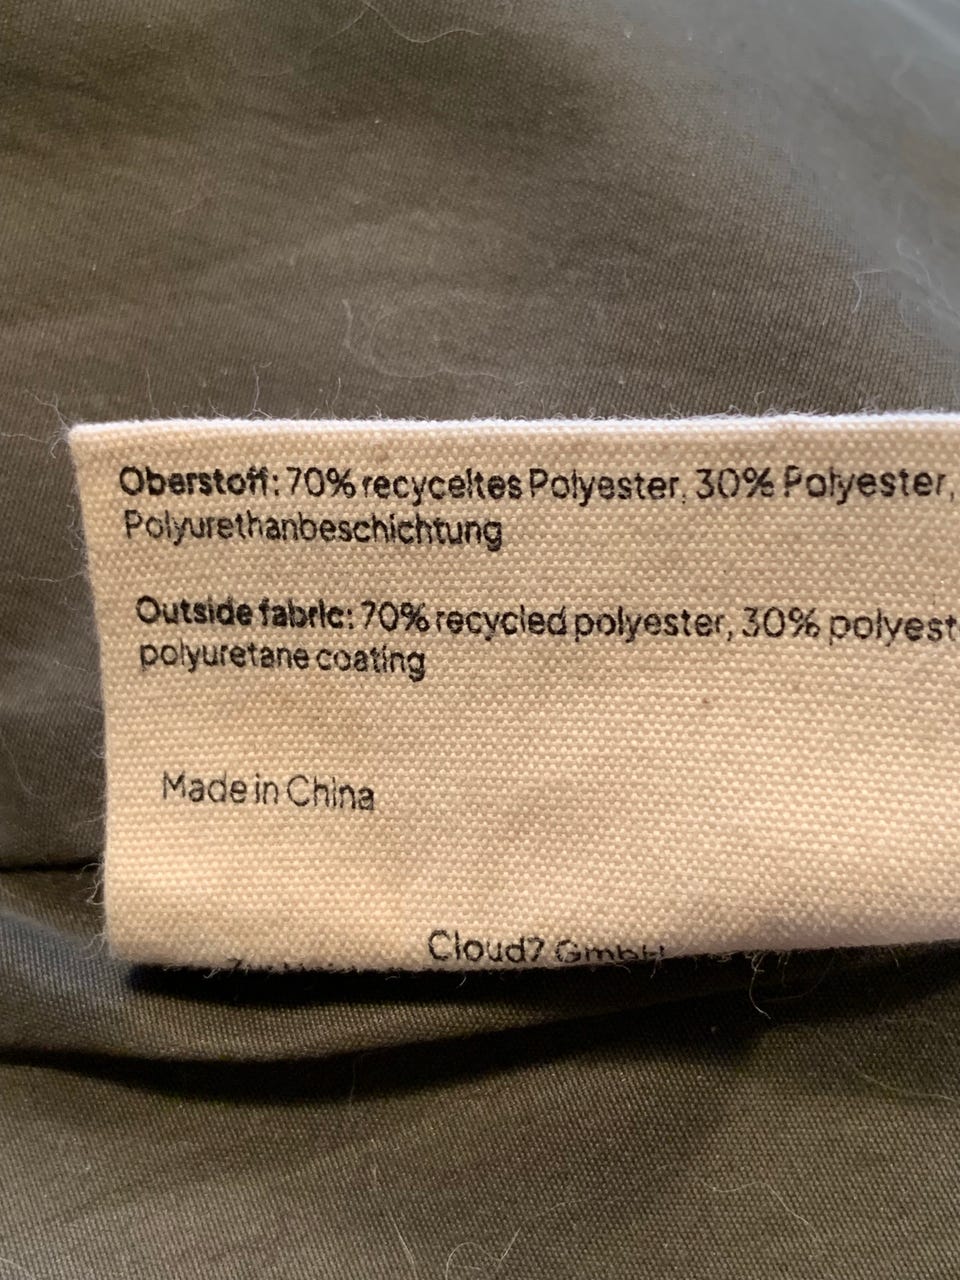 Oberstoff: 70% recyceltes Polyester, 30% Polyester,
Polyurethanbeschichtung
Outside fabric: 70% recycled polyester, 30% polyest
polyuretane coating
Made in China
Cloud7 GmbH